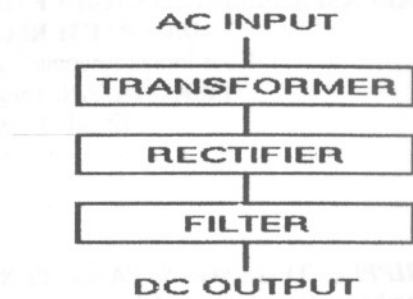 AC INPUT
TRANSFORMER
RECTIFIER
FILTER
DC OUTPUT